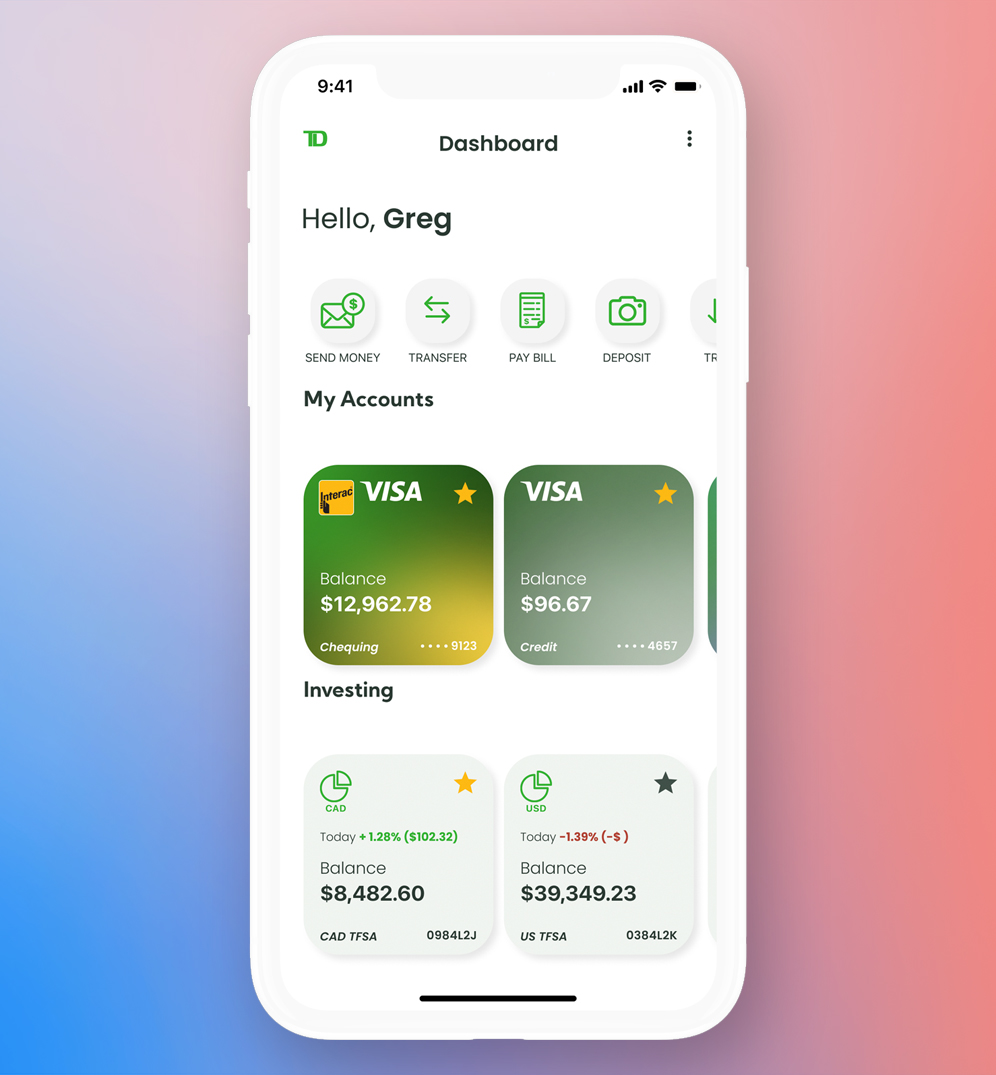 9:41
TD
Dashboard
Hello, Greg
$
SEND MONEY TRANSFER PAY BILL DEPOSIT TR
My Accounts
Interac VISA VISA
Balance Balance
$12,962.78 $96.67
Chequing •••• 9123 Credit •••• 4657
Investing
CAD USD
Today +1.28% ($102.32) Today -1.39% (-$ )
Balance Balance
$8,482.60 $39,349.23
CAD TFSA 0984L2J US TFSA 0384L2K